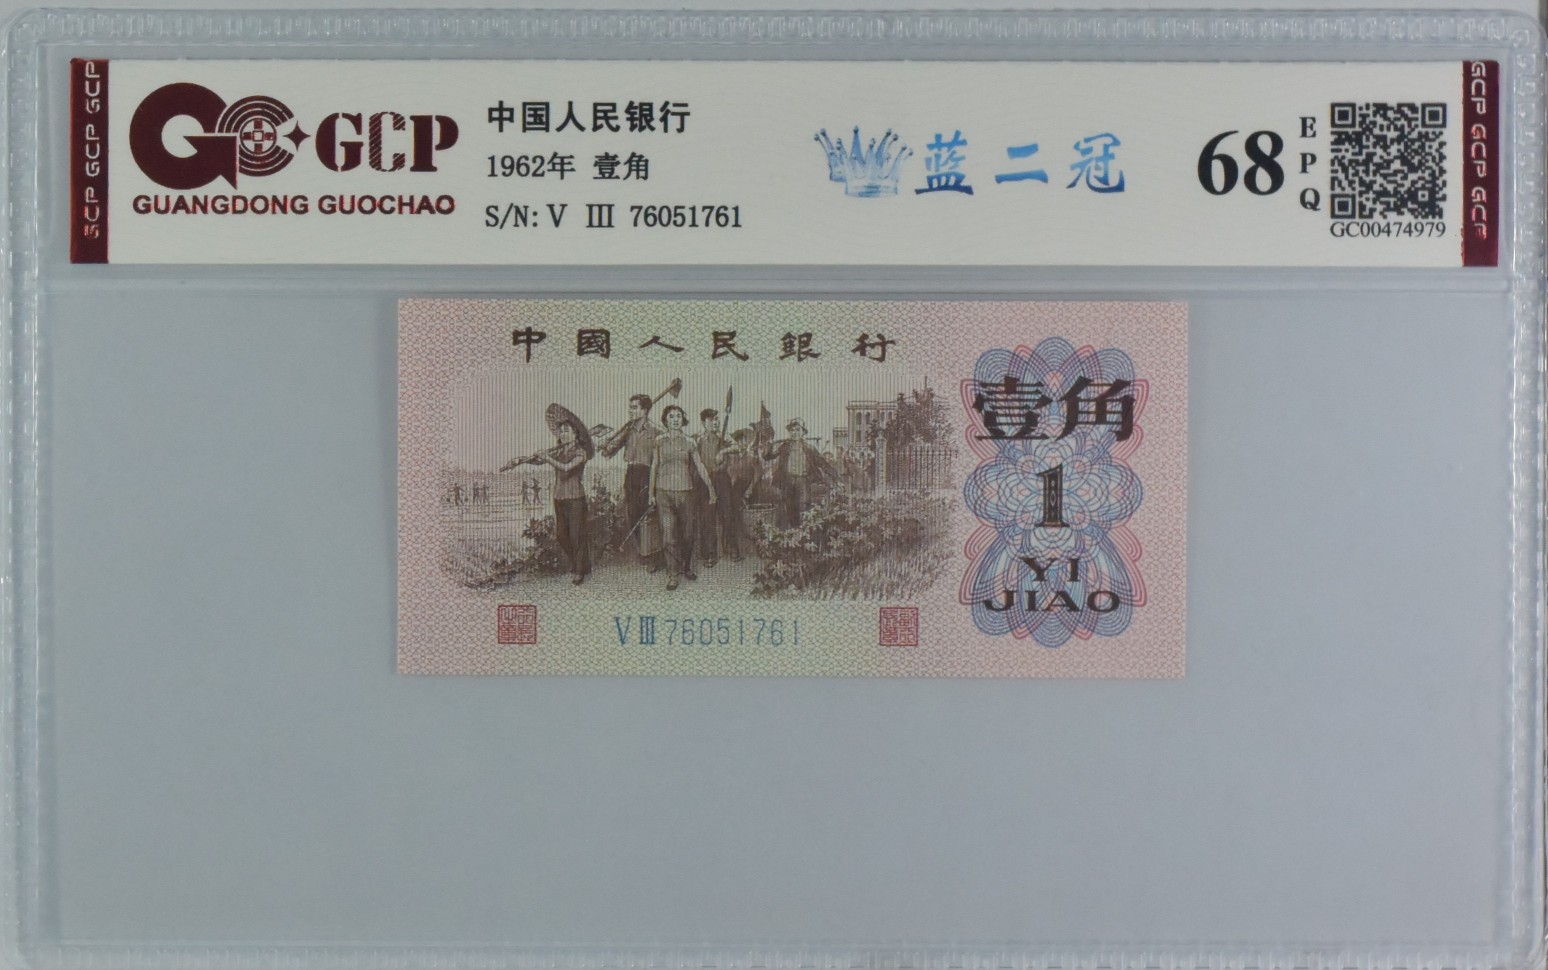 GCP
GUANGDONG GUOCHAO
中国人民银行
1962年 壹角
S/N: V III 76051761
蓝二冠
68
EPQ
GC00474979
GCP GCP GCP
GCP GCP GCP
中國人民銀行
壹角
1
YI
JIAO
V III 76051761